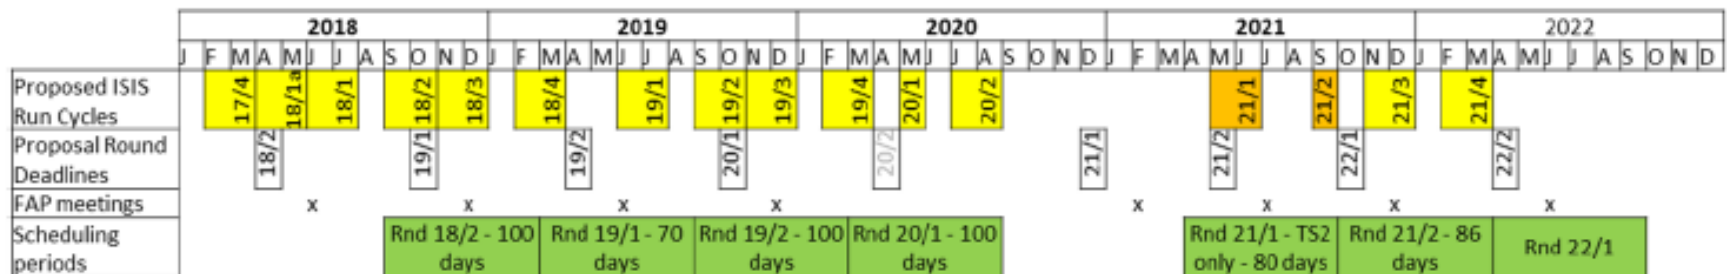 2018 2019 2020 2021 2022
J F M A M J J A S O N D J F M A M J J A S O N D J F M A M J J A S O N D J F M A M J J A S O N D J F M A M J J A S O N D
Proposed ISIS
Run Cycles
17/4 18/1a 18/1 18/2 18/3 18/4 19/1 19/2 19/3 19/4 20/1 20/2 21/1 21/2 21/3 21/4
Proposal Round
Deadlines
18/2 19/1 19/2 20/1 20/2 21/1 21/2 22/1 22/2
FAP meetings x x x x x x x x
Scheduling
periods
Rnd 18/2 - 100
days
Rnd 19/1 - 70
days
Rnd 19/2 - 100
days
Rnd 20/1 - 100
days
Rnd 21/1 - TS2
only - 80 days
Rnd 21/2 - 86
days
Rnd 22/1